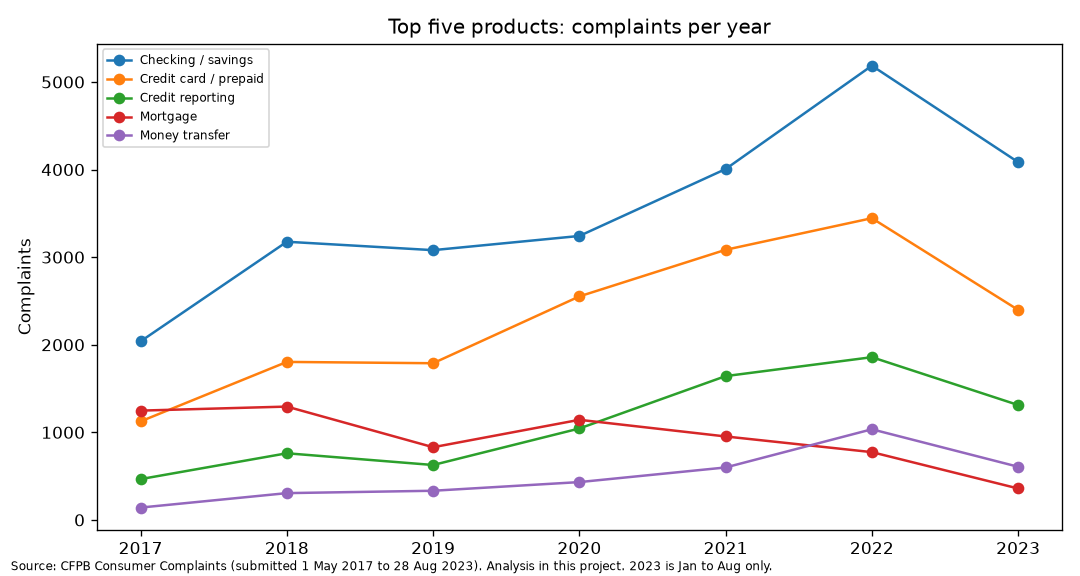 Top five products: complaints per year
Checking / savings
Credit card / prepaid
Credit reporting
Mortgage
Money transfer
Complaints
5000
4000
3000
2000
1000
0
2017 2018 2019 2020 2021 2022 2023
Source: CFPB Consumer Complaints (submitted 1 May 2017 to 28 Aug 2023). Analysis in this project. 2023 is Jan to Aug only.